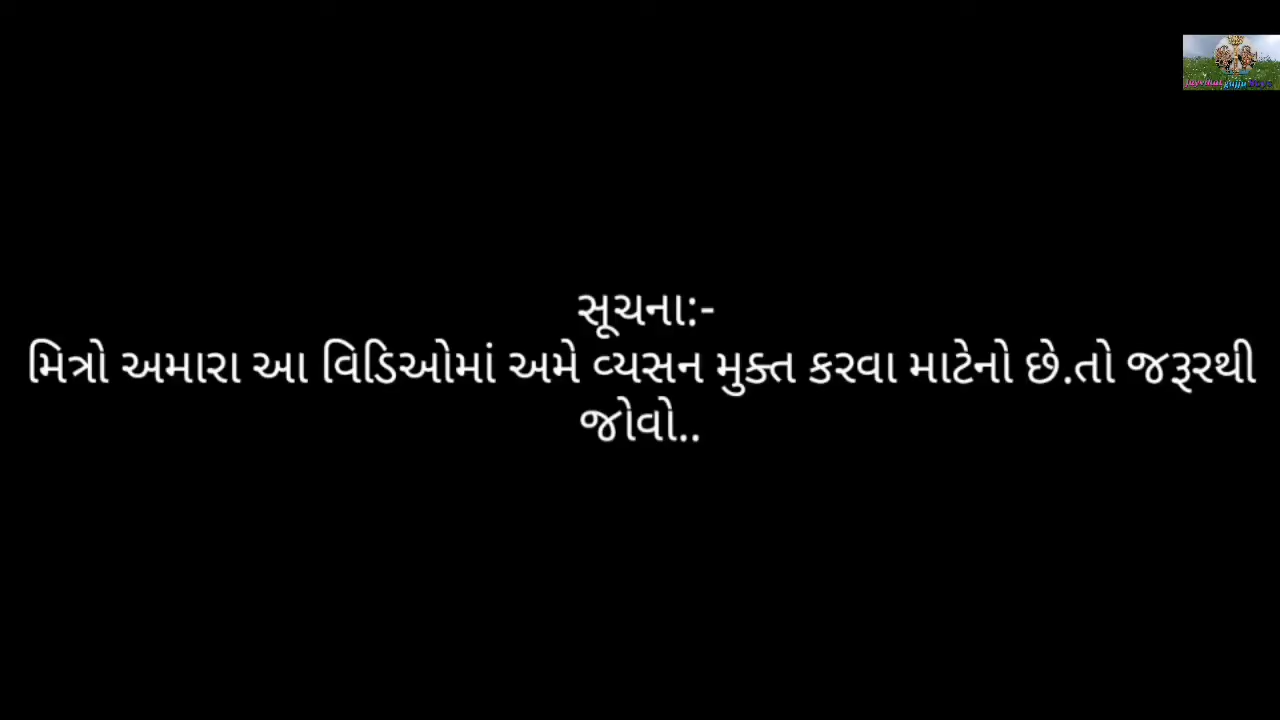 સૂચના:-
મિત્રો અમારા આ વિડિઓમાં અમે વ્યસન મુક્ત કરવા માટેનો છે.તો જરૂરથી
જોવો..